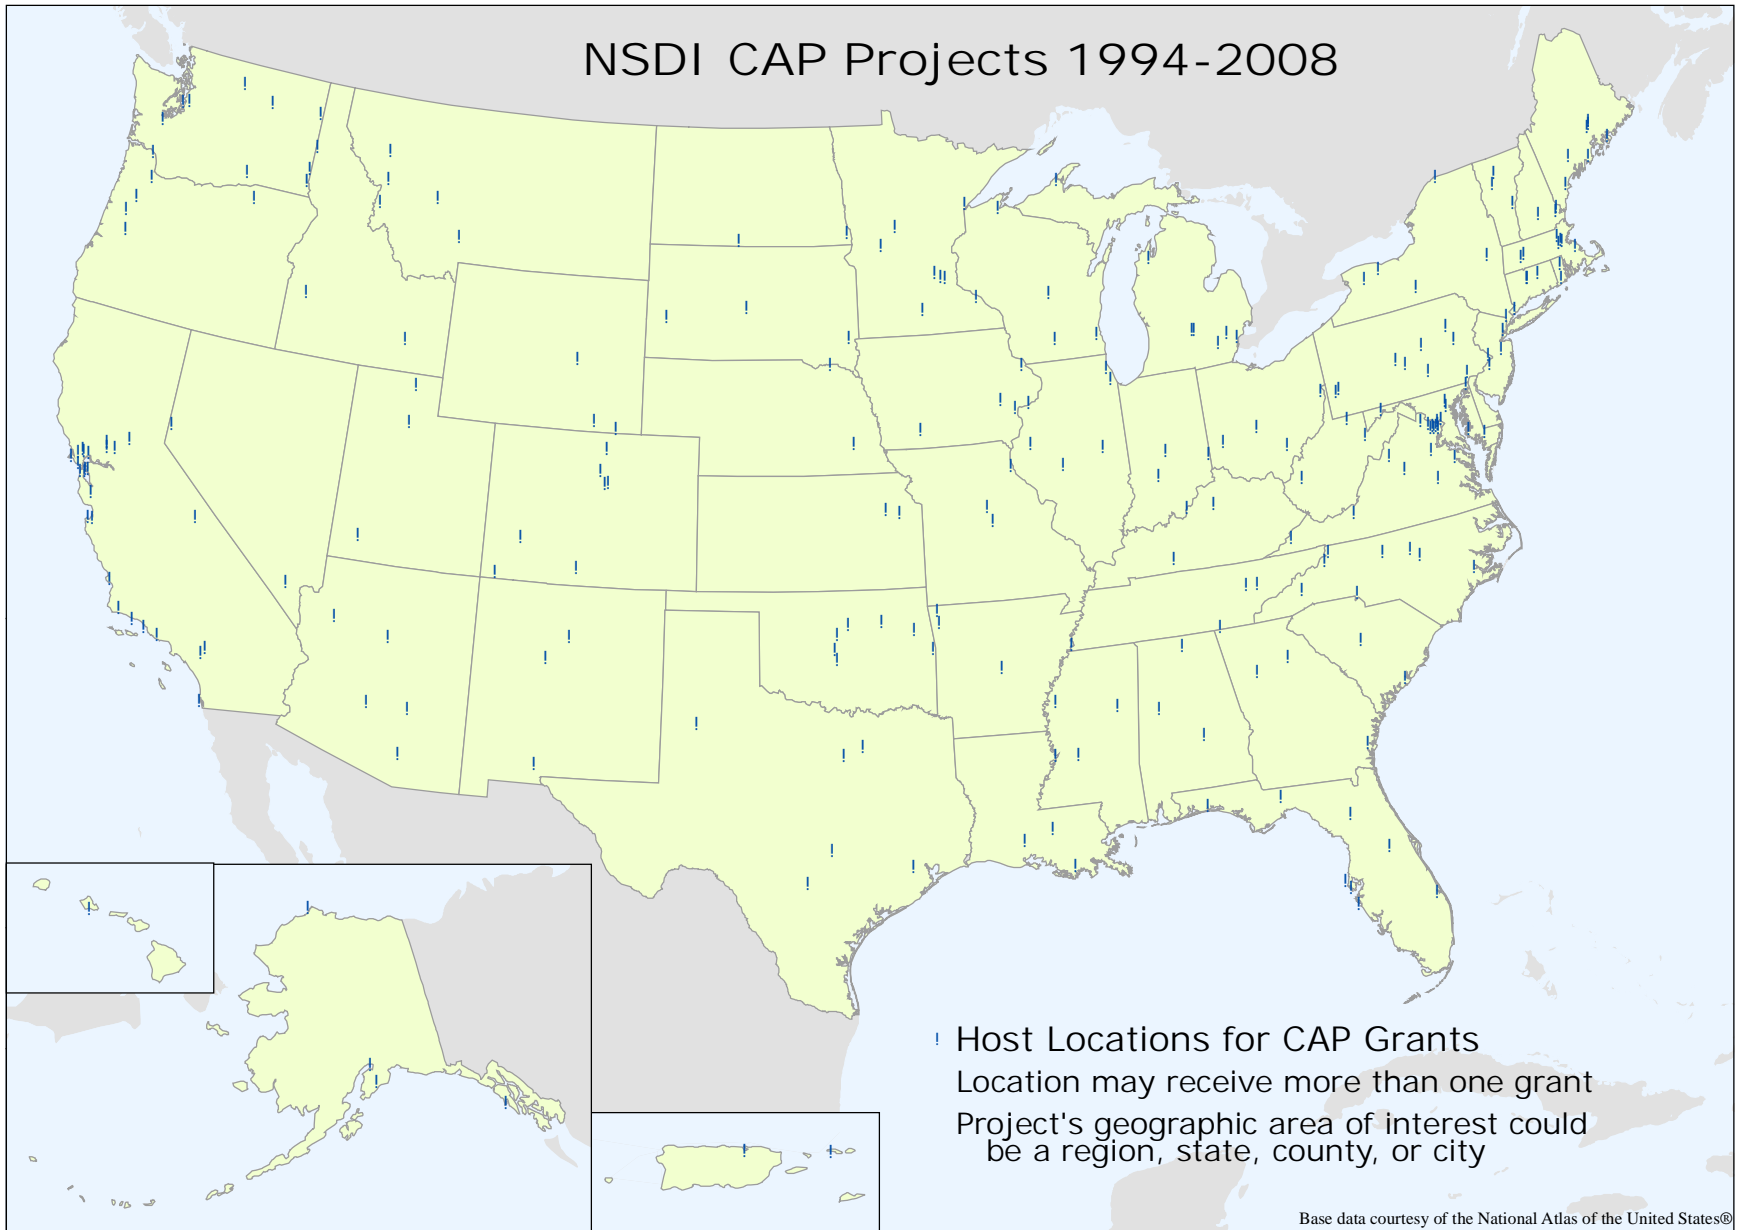 NSDI CAP Projects 1994-2008
! Host Locations for CAP Grants
Location may receive more than one grant
Project's geographic area of interest could
be a region, state, county, or city
Base data courtesy of the National Atlas of the United States®